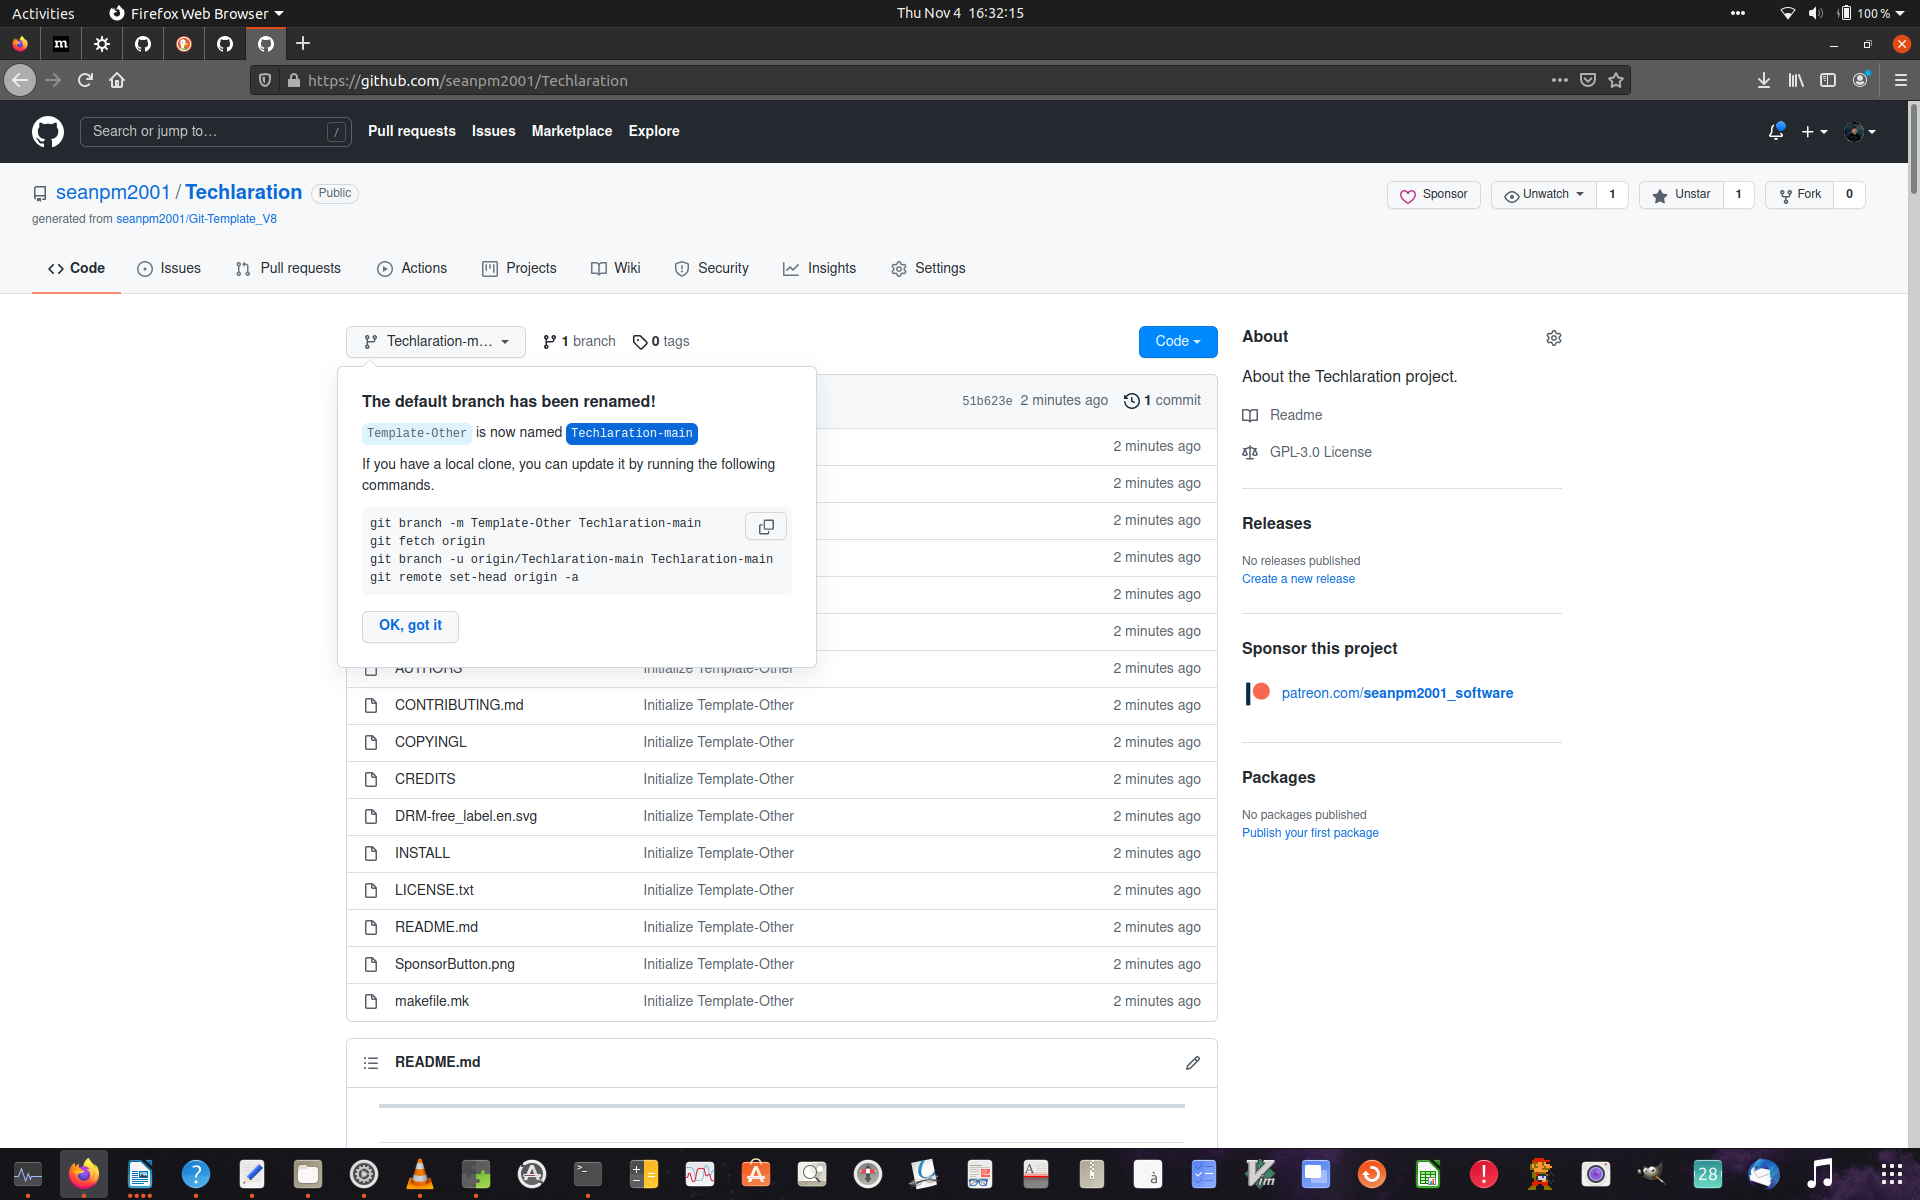 Activities
Firefox Web Browser
Thu Nov 4 16:32:15
100 %
https://github.com/seanpm2001/Techlaration
Search or jump to…
/
Pull requests
Issues
Marketplace
Explore
seanpm2001 / Techlaration Public
generated from seanpm2001/Git-Template_V8
Sponsor
Unwatch 1
Unstar 1
Fork 0
Code
Issues
Pull requests
Actions
Projects
Wiki
Security
Insights
Settings
Techlaration-m…
1 branch
0 tags
Code
The default branch has been renamed!
Template-Other is now named Techlaration-main
If you have a local clone, you can update it by running the following
commands.
git branch -m Template-Other Techlaration-main
git fetch origin
git branch -u origin/Techlaration-main Techlaration-main
git remote set-head origin -a
OK, got it
51b623e 2 minutes ago 1 commit
2 minutes ago
2 minutes ago
2 minutes ago
2 minutes ago
2 minutes ago
2 minutes ago
AUTHORS Initialize Template-Other 2 minutes ago
CONTRIBUTING.md Initialize Template-Other 2 minutes ago
COPYINGL Initialize Template-Other 2 minutes ago
CREDITS Initialize Template-Other 2 minutes ago
DRM-free_label.en.svg Initialize Template-Other 2 minutes ago
INSTALL Initialize Template-Other 2 minutes ago
LICENSE.txt Initialize Template-Other 2 minutes ago
README.md Initialize Template-Other 2 minutes ago
SponsorButton.png Initialize Template-Other 2 minutes ago
makefile.mk Initialize Template-Other 2 minutes ago
README.md
About
About the Techlaration project.
Readme
GPL-3.0 License
Releases
No releases published
Create a new release
Sponsor this project
patreon.com/seanpm2001_software
Packages
No packages published
Publish your first package
28